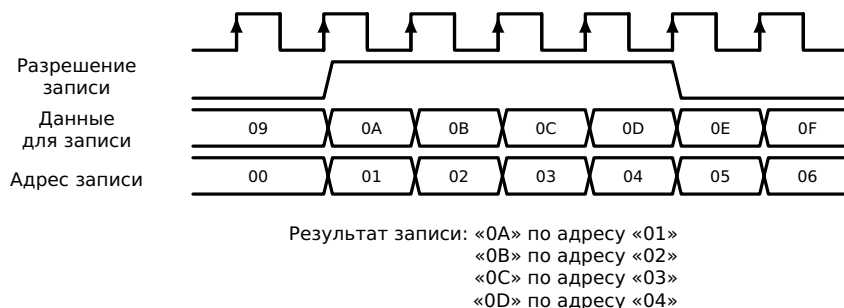 Разрешение
записи
Данные
для записи
09 0A 0B 0C 0D 0E 0F
Адрес записи
00 01 02 03 04 05 06
Результат записи: «0A» по адресу «01»
«0B» по адресу «02»
«0C» по адресу «03»
«0D» по адресу «04»